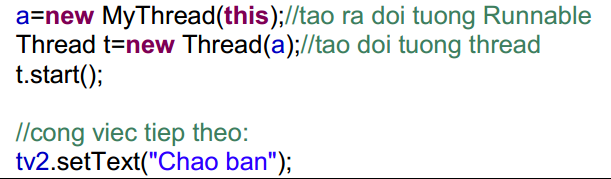 a=new MyThread(this);//tao ra doi tuong Runnable
Thread t=new Thread(a);//tao doi tuong thread
t.start();
//cong viec tiep theo:
tv2.setText("Chao ban");